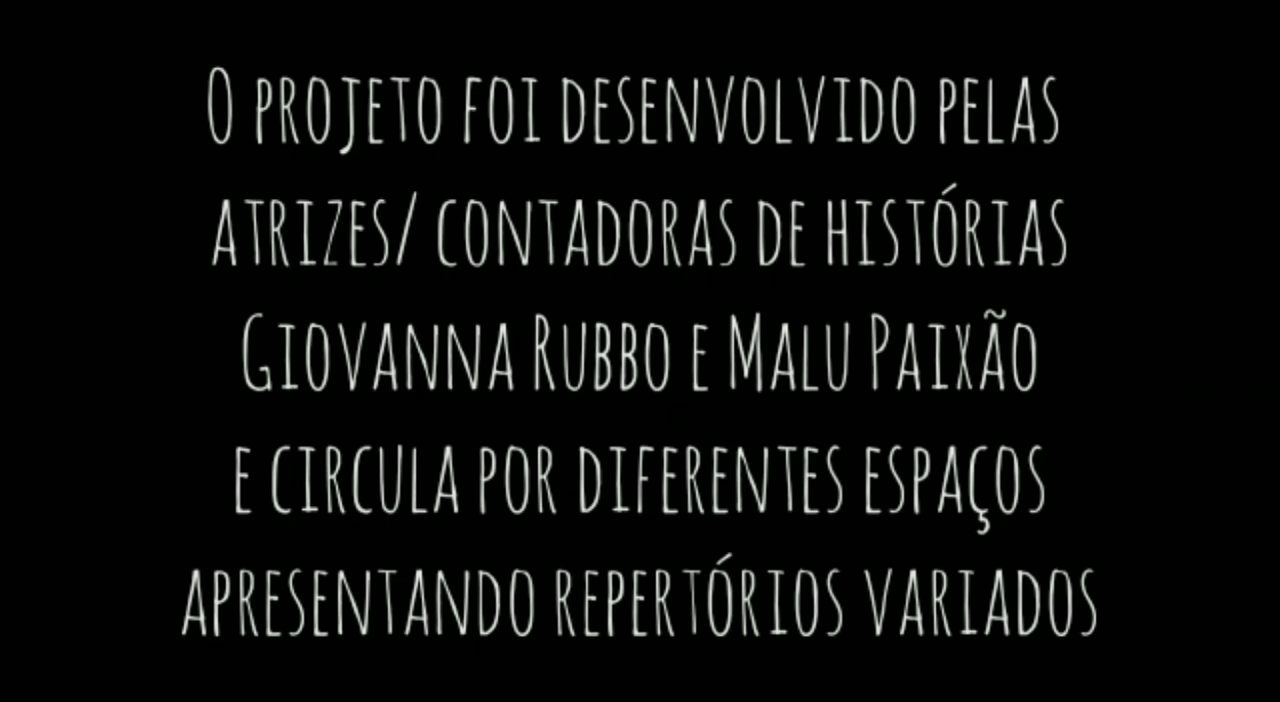 O PROJETO FOI DESENVOLVIDO PELAS
ATRIZES/ CONTADORAS DE HISTÓRIAS
GIOVANNA RUBBO E MALU PAIXÃO
E CIRCULA POR DIFERENTES ESPAÇOS
APRESENTANDO REPERTÓRIOS VARIADOS